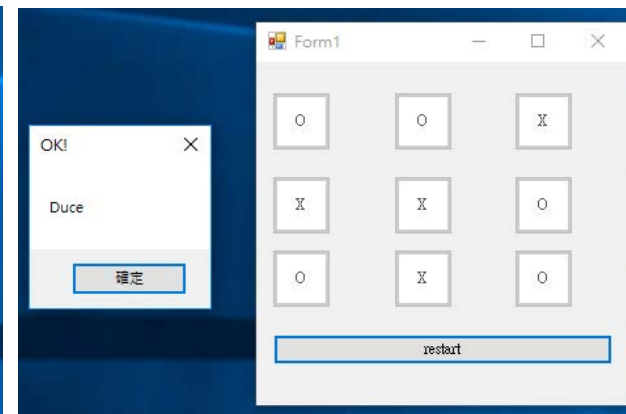 OK!
Duce
確定
Form1
O O X
X X O
O X O
restart